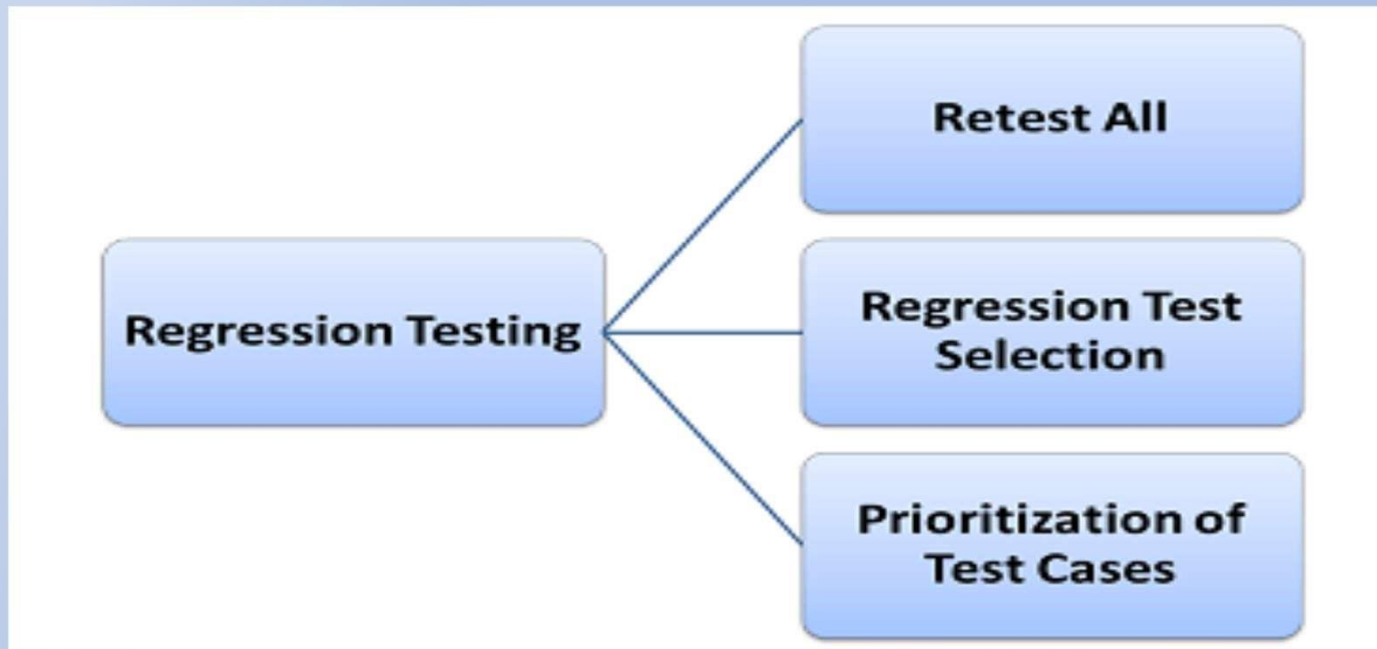 Retest All
Regression Testing
Regression Test
Selection
Prioritization of
Test Cases